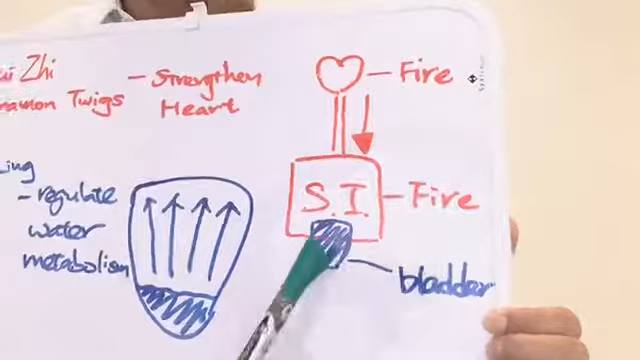 Zhi
Twigs
- Strengthen
Heart
- regulate
water
metabolism
- Fire
S.I.
- Fire
bladder